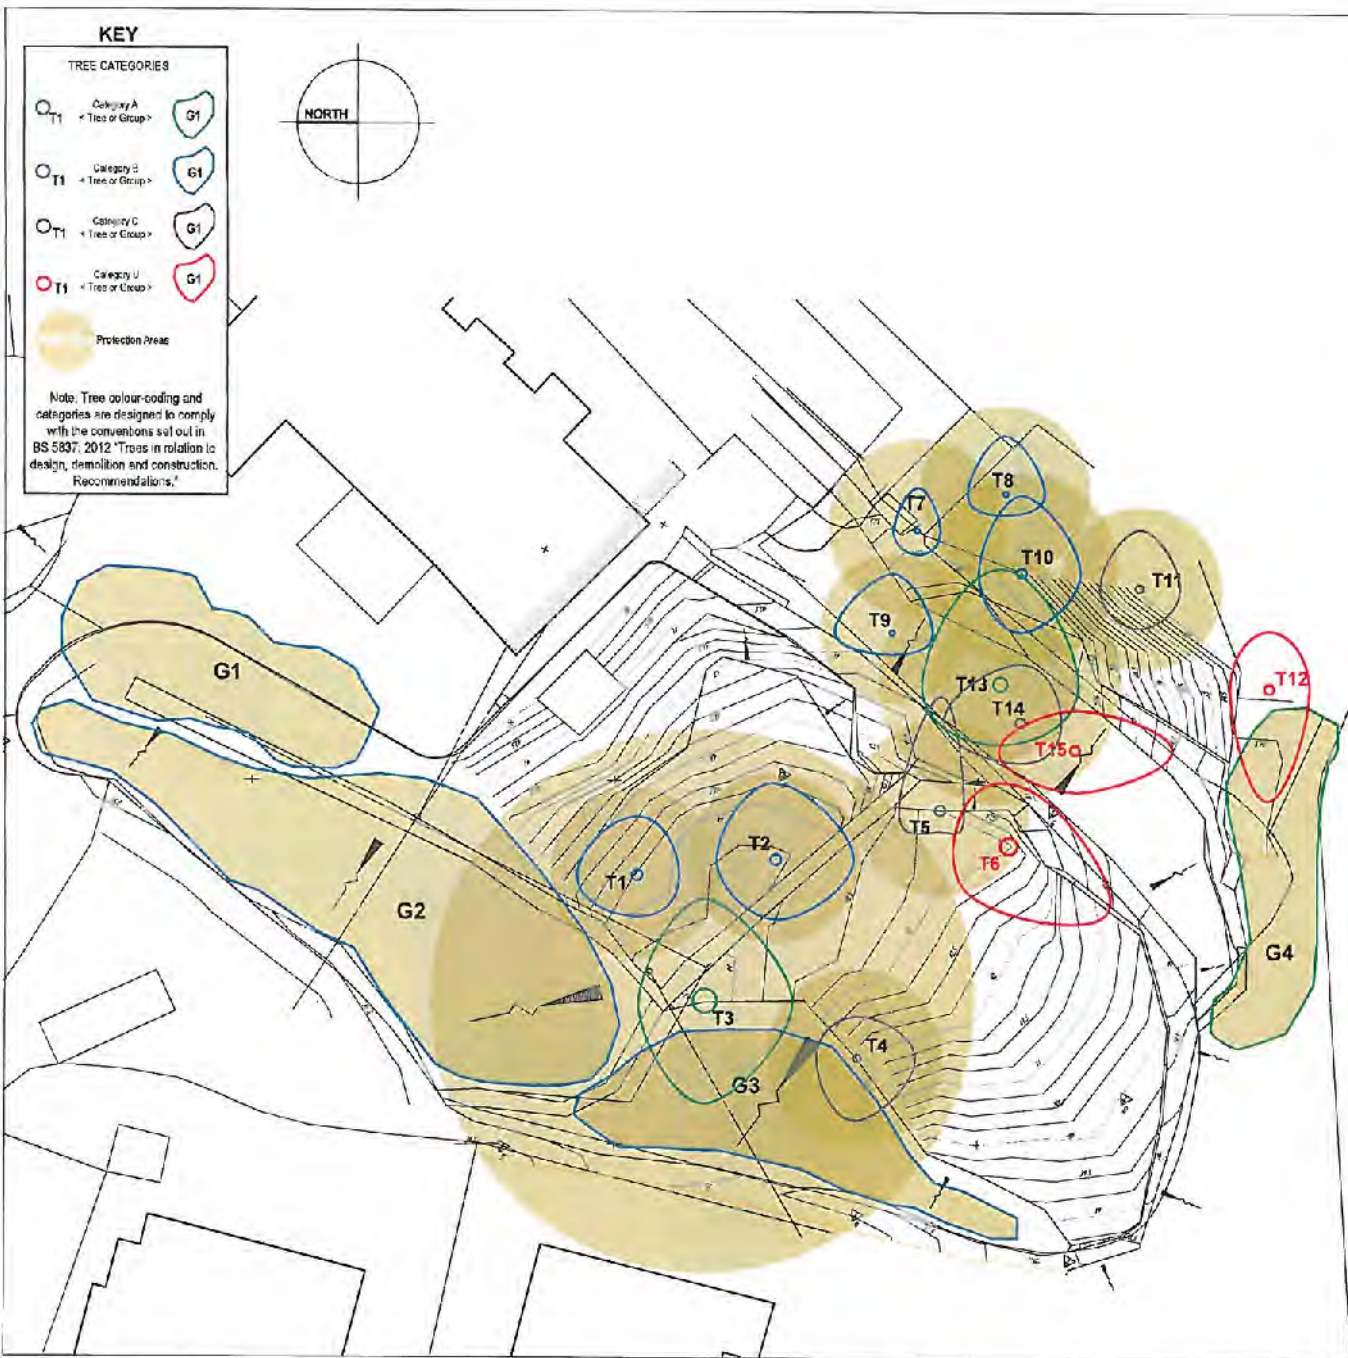 KEY
TREE CATEGORIES
T1 Category A < Tree or Group > G1
T1 Category B < Tree or Group > G1
T1 Category C < Tree or Group > G1
T1 Category U < Tree or Group > G1
Protection Areas
Note: Tree colour-coding and
categories are designed to comply
with the conventions set out in
BS 5837: 2012 "Trees in relation to
design, demolition and construction.
Recommendations."
NORTH
T8
T7
T10
T11
T9
G1
T13
T12
T14
T15
T5
T2
T6
T1
G2
G4
T3
T4
G3